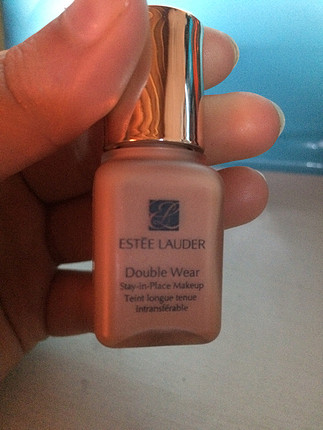 ESTĒE LAUDER
Double Wear
Stay-in-Place Makeup
Teint longue tenue
intransférable